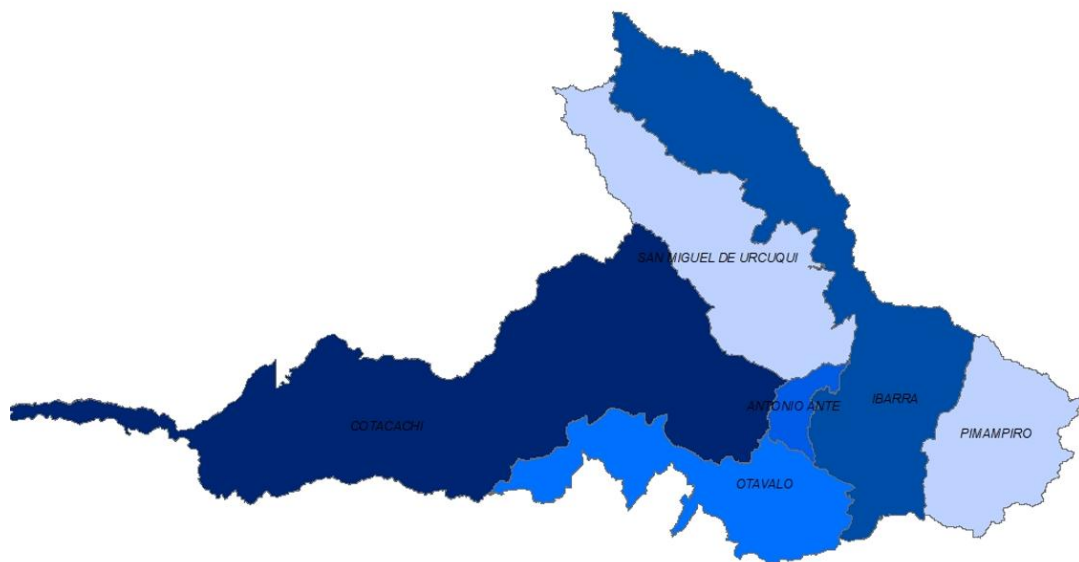 SAN MIGUEL DE URCUQUI
IBARRA
ANTONIO ANTE
COTACACHI
PIMAMPIRO
OTAVALO